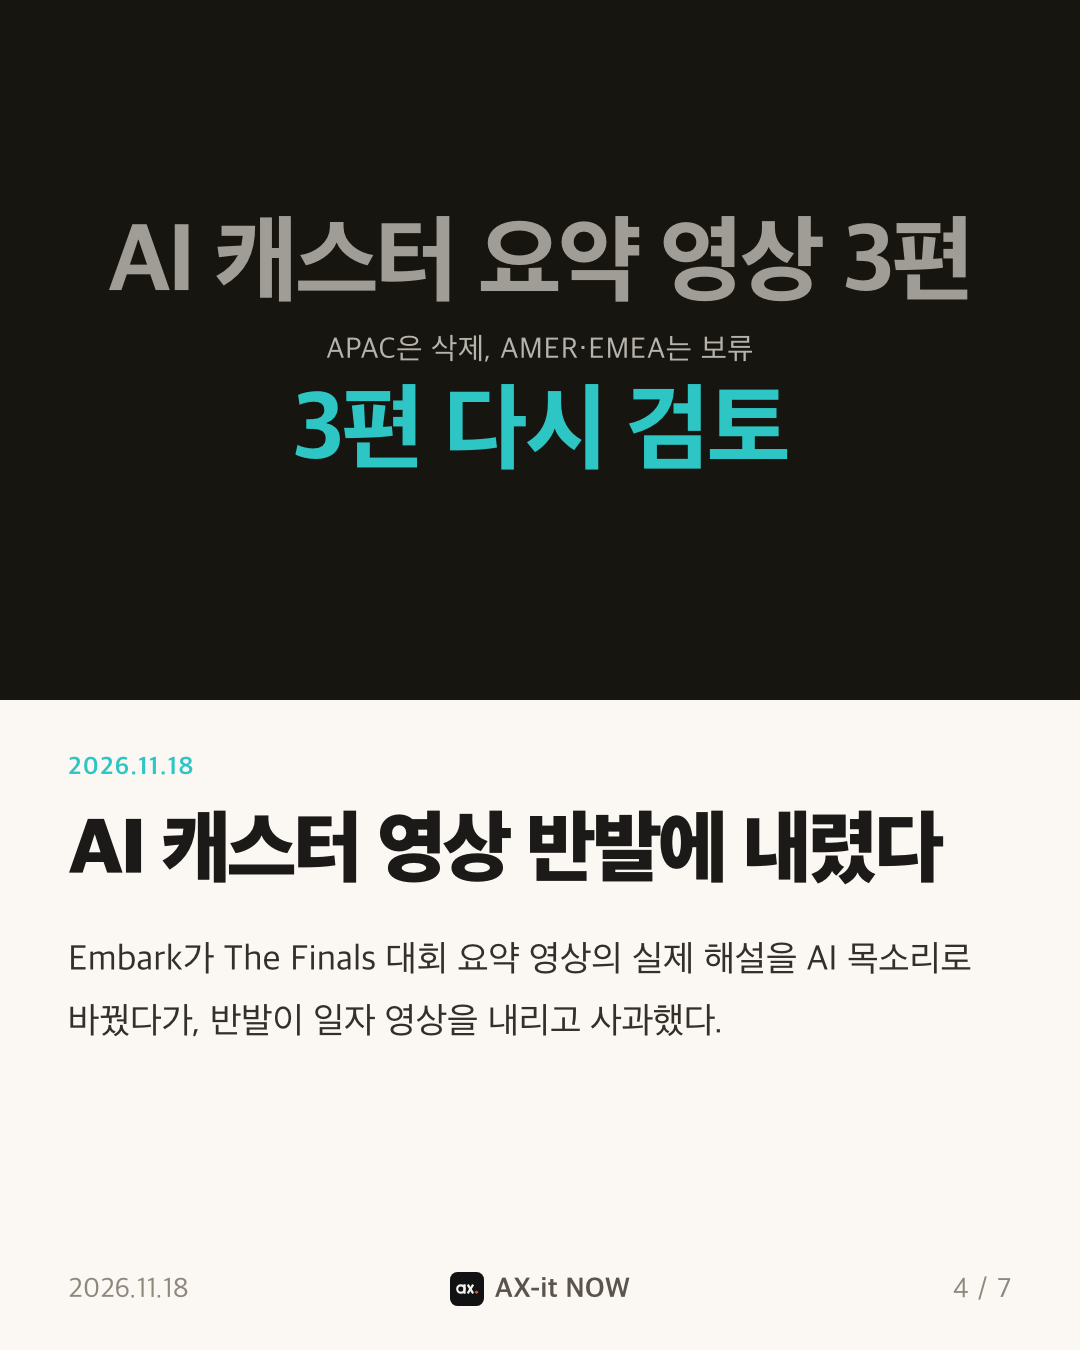 AI 캐스터 요약 영상 3편
APAC은 삭제, AMER·EMEA는 보류
3편 다시 검토
2026.11.18
AI 캐스터 영상 반발에 내렸다
Embark가 The Finals 대회 요약 영상의 실제 해설을 AI 목소리로
바꿨다가, 반발이 일자 영상을 내리고 사과했다.
2026.11.18
ax. AX-it NOW
4 / 7